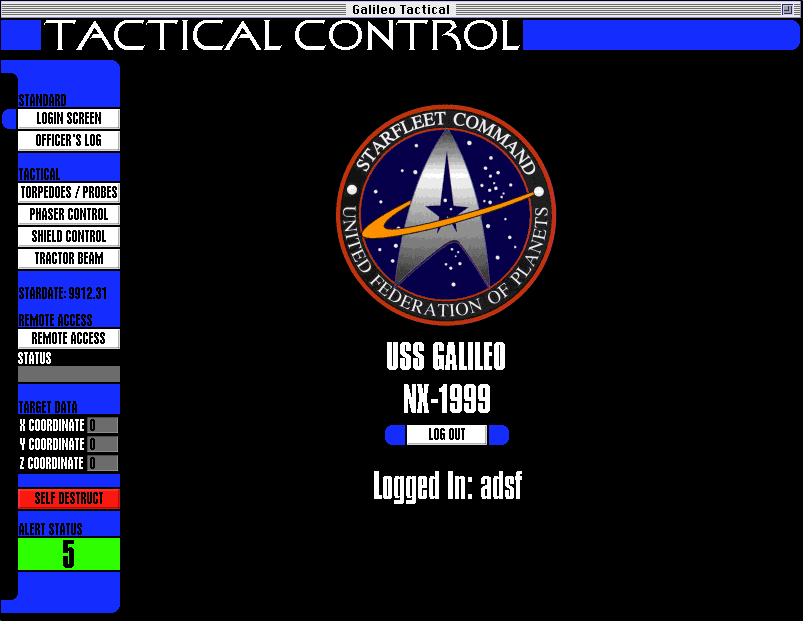 Galileo Tactical
TACTICAL CONTROL
STANDARD
LOGIN SCREEN
OFFICER'S LOG
TACTICAL
TORPEDOES / PROBES
PHASER CONTROL
SHIELD CONTROL
TRACTOR BEAM
STARDATE: 9912.31
REMOTE ACCESS
REMOTE ACCESS
STATUS
TARGET DATA
X COORDINATE 0
Y COORDINATE 0
Z COORDINATE 0
SELF DESTRUCT
ALERT STATUS
5
STARFLEET COMMAND
UNITED FEDERATION OF PLANETS
USS GALILEO
NX-1999
LOG OUT
Logged In: adsf